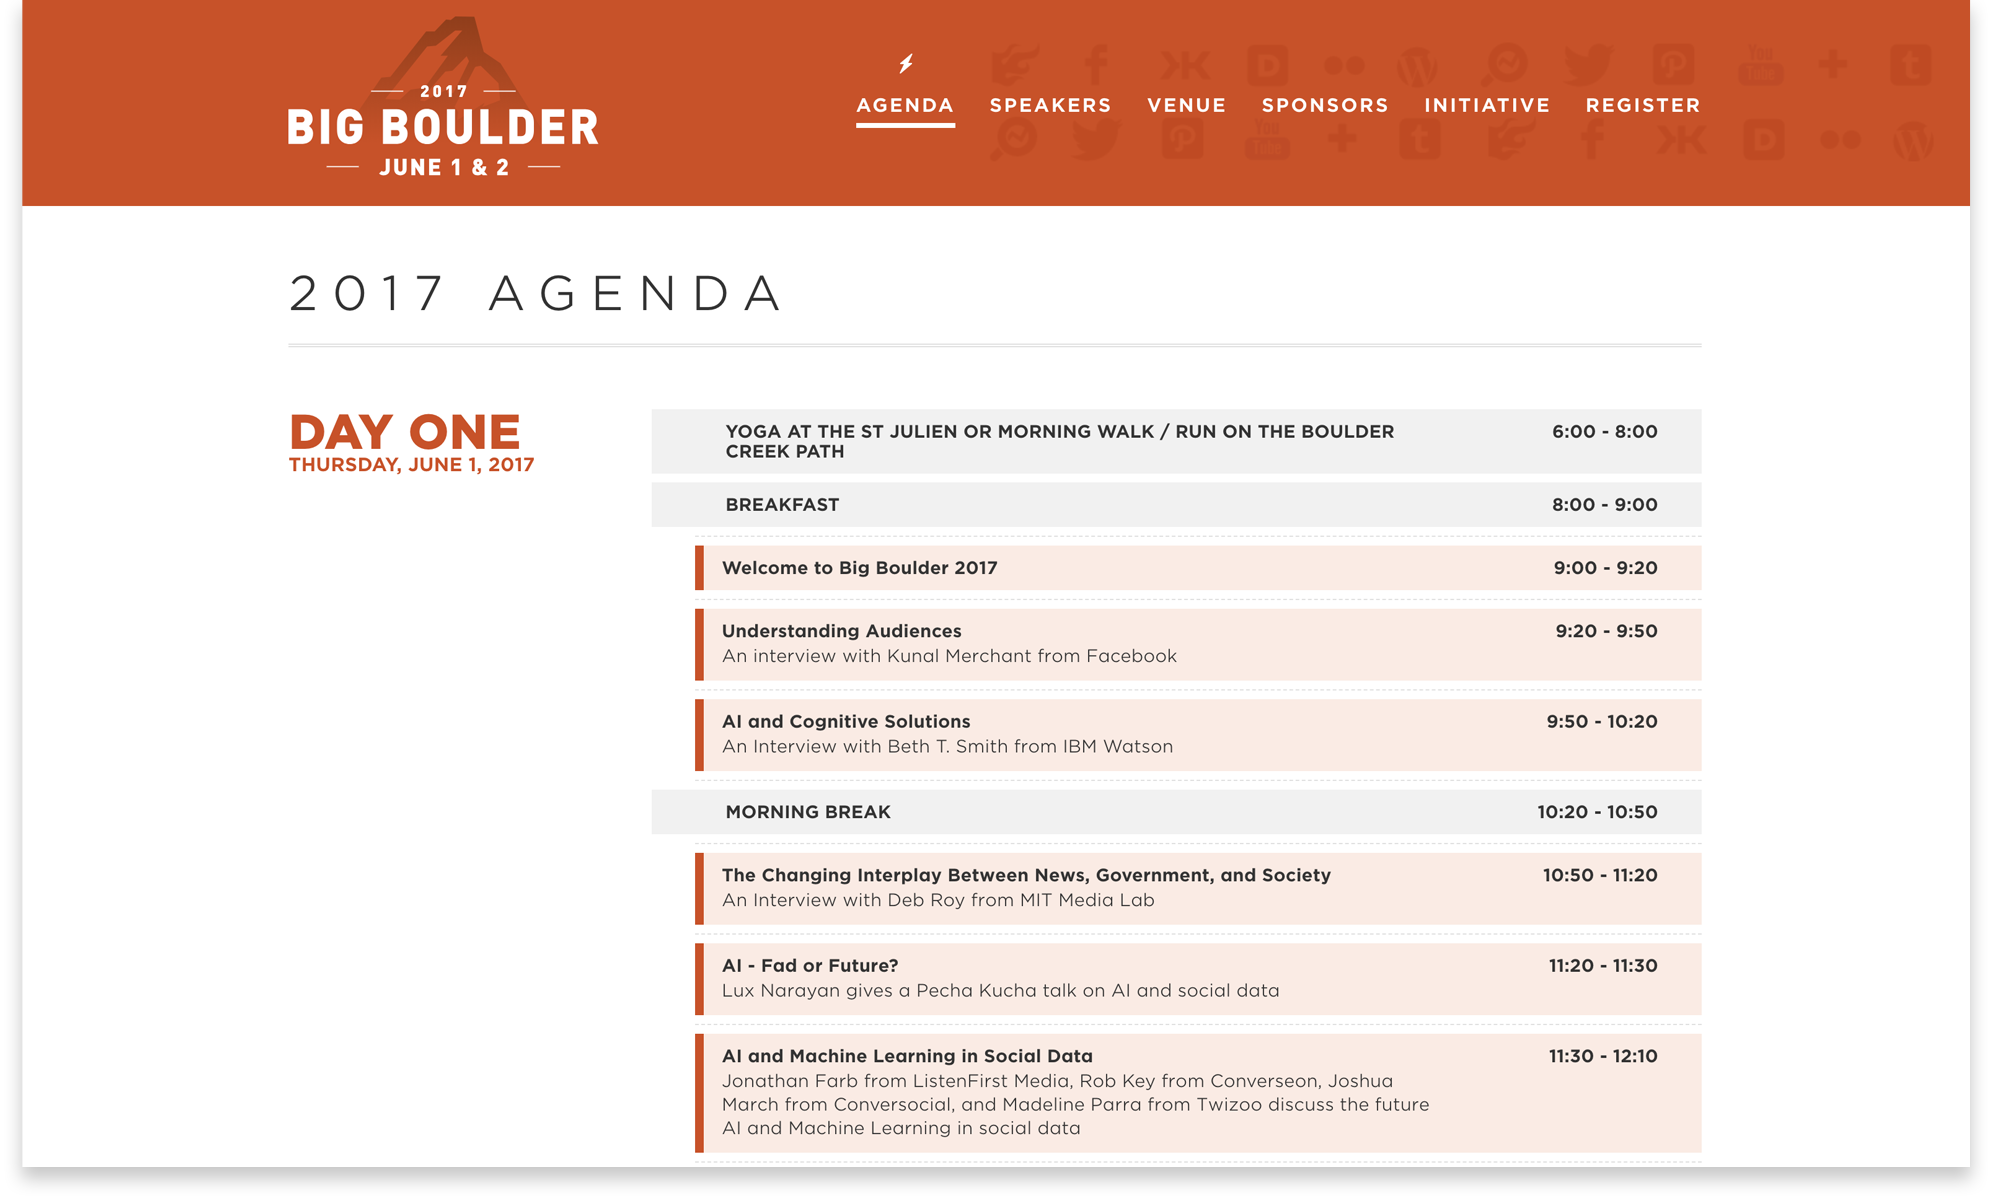 2017
BIG BOULDER
JUNE 1 & 2
AGENDA SPEAKERS VENUE SPONSORS INITIATIVE REGISTER
2017 AGENDA
DAY ONE
THURSDAY, JUNE 1, 2017
YOGA AT THE ST JULIEN OR MORNING WALK / RUN ON THE BOULDER 6:00 - 8:00
CREEK PATH
BREAKFAST 8:00 - 9:00
Welcome to Big Boulder 2017 9:00 - 9:20
Understanding Audiences 9:20 - 9:50
An interview with Kunal Merchant from Facebook
AI and Cognitive Solutions 9:50 - 10:20
An Interview with Beth T. Smith from IBM Watson
MORNING BREAK 10:20 - 10:50
The Changing Interplay Between News, Government, and Society 10:50 - 11:20
An Interview with Deb Roy from MIT Media Lab
AI - Fad or Future? 11:20 - 11:30
Lux Narayan gives a Pecha Kucha talk on AI and social data
AI and Machine Learning in Social Data 11:30 - 12:10
Jonathan Farb from ListenFirst Media, Rob Key from Converseon, Joshua
March from Conversocial, and Madeline Parra from Twizoo discuss the future
AI and Machine Learning in social data